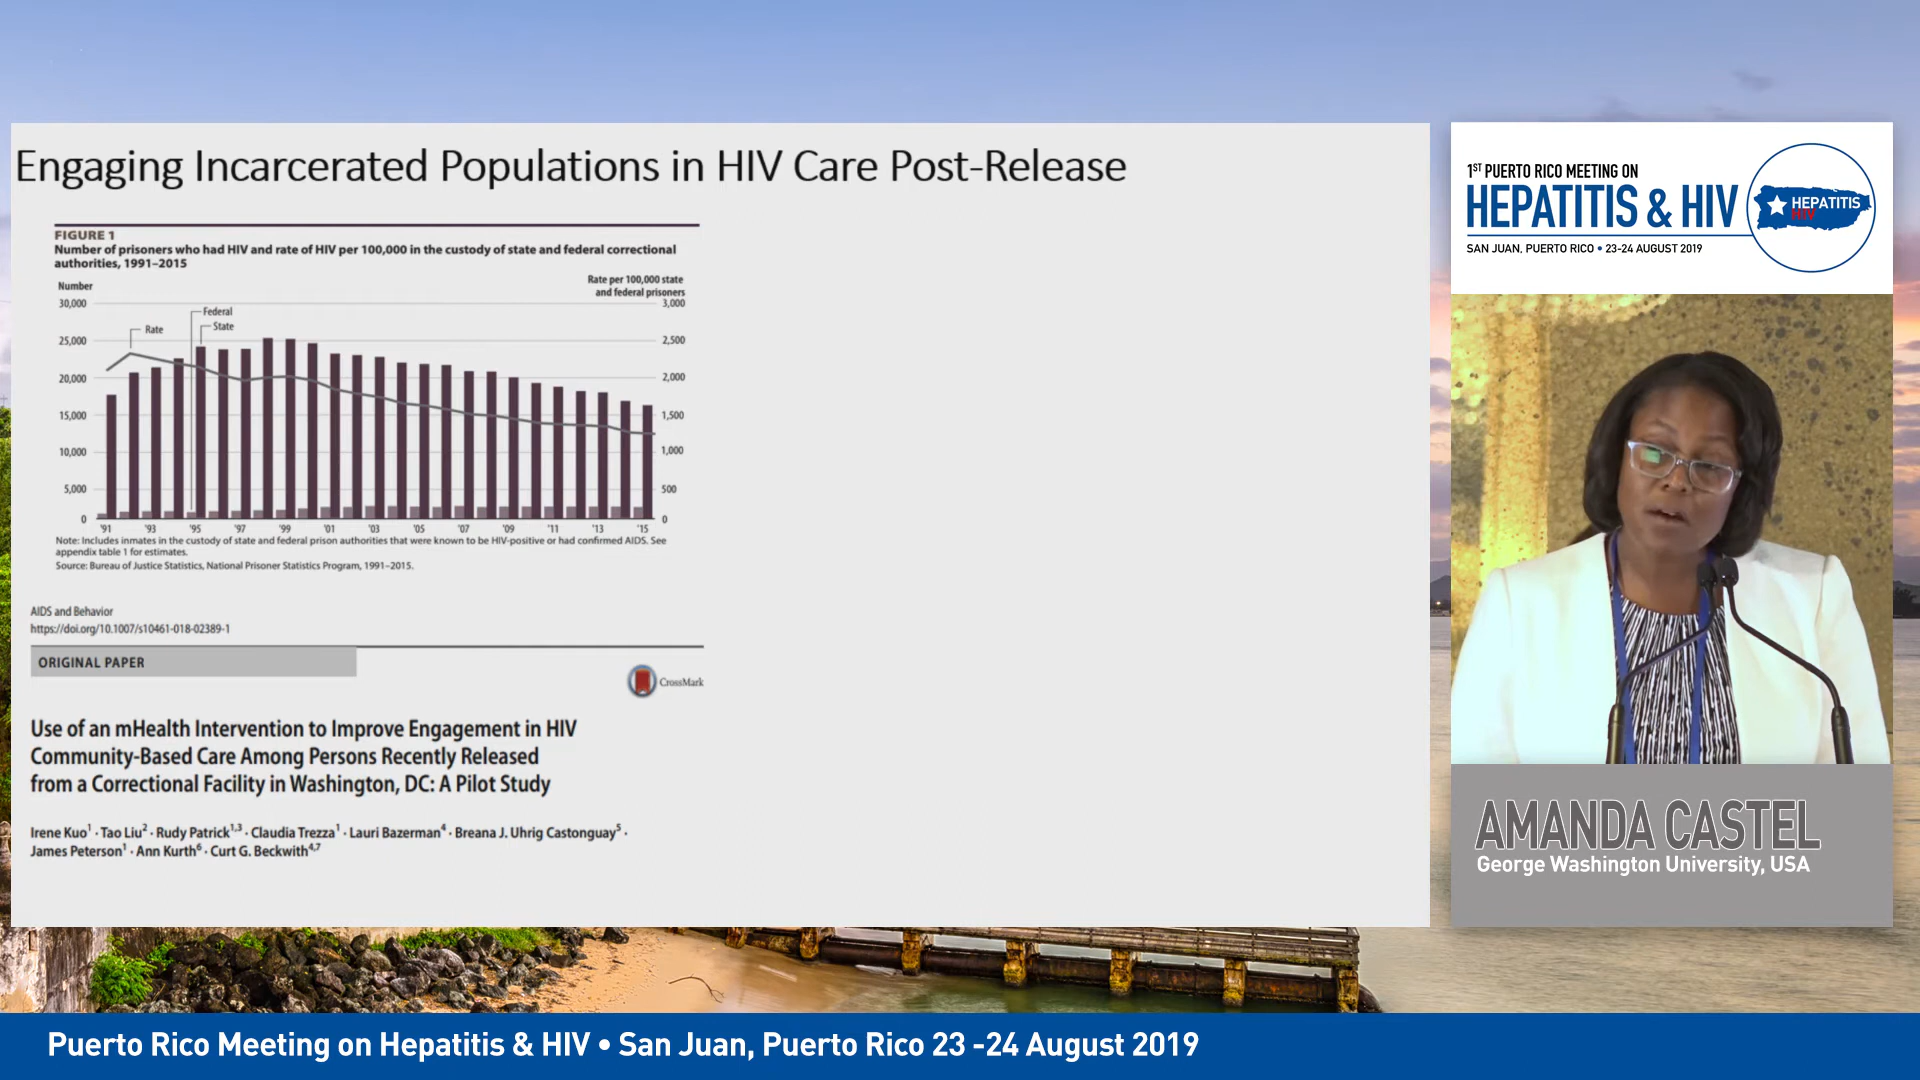 Engaging Incarcerated Populations in HIV Care Post-Release
FIGURE 1
Number of prisoners who had HIV and rate of HIV per 100,000 in the custody of state and federal correctional
authorities, 1991–2015
Number
Rate per 100,000 state
and federal prisoners
30,000
25,000
20,000
15,000
10,000
5,000
0
3,000
2,500
2,000
1,500
1,000
500
0
Rate
Federal
State
'91 '93 '95 '97 '99 '01 '03 '05 '07 '09 '11 '13 '15
Note: Includes inmates in the custody of state and federal prison authorities that were known to be HIV-positive or had confirmed AIDS. See
appendix table 1 for estimates.
Source: Bureau of Justice Statistics, National Prisoner Statistics Program, 1991–2015.
AIDS and Behavior
https://doi.org/10.1007/s10461-018-02389-1
ORIGINAL PAPER
CrossMark
Use of an mHealth Intervention to Improve Engagement in HIV
Community-Based Care Among Persons Recently Released
from a Correctional Facility in Washington, DC: A Pilot Study
Irene Kuo1 · Tao Liu2 · Rudy Patrick1,3 · Claudia Trezza1 · Lauri Bazerman4 · Breana J. Uhrig Castonguay5 ·
James Peterson1 · Ann Kurth6 · Curt G. Beckwith4,7
1ST PUERTO RICO MEETING ON
HEPATITIS & HIV
SAN JUAN, PUERTO RICO • 23-24 AUGUST 2019
HEPATITIS
HIV
AMANDA CASTEL
George Washington University, USA
Puerto Rico Meeting on Hepatitis & HIV • San Juan, Puerto Rico 23 -24 August 2019